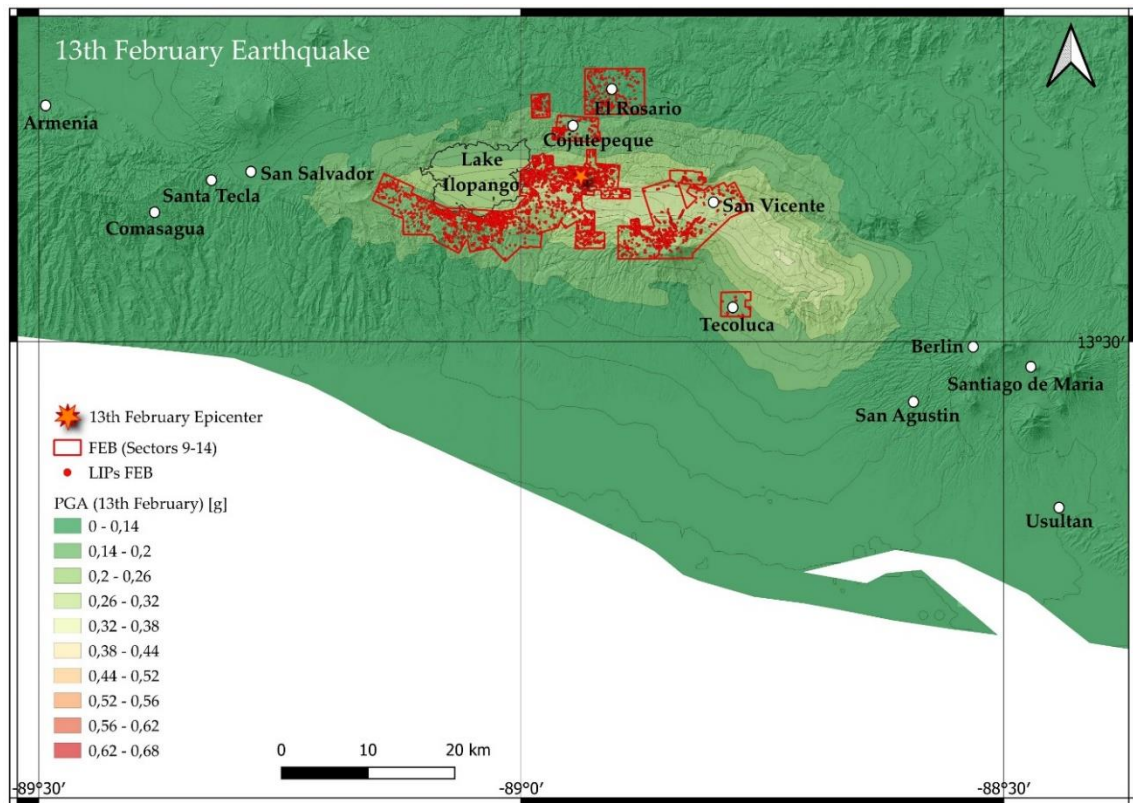 13th February Earthquake
Armenia
El Rosario
Cojutepeque
Lake
Ilopango
San Salvador
Santa Tecla
Comasagua
San Vicente
Tecoluca
13°30'
Berlin
Santiago de Maria
San Agustin
Usultan
13th February Epicenter
FEB (Sectors 9-14)
LIPs FEB
PGA (13th February) [g]
0 - 0,14
0,14 - 0,2
0,2 - 0,26
0,26 - 0,32
0,32 - 0,38
0,38 - 0,44
0,44 - 0,52
0,52 - 0,56
0,56 - 0,62
0,62 - 0,68
0 10 20 km
-89°30′ -89°0′ -88°30′